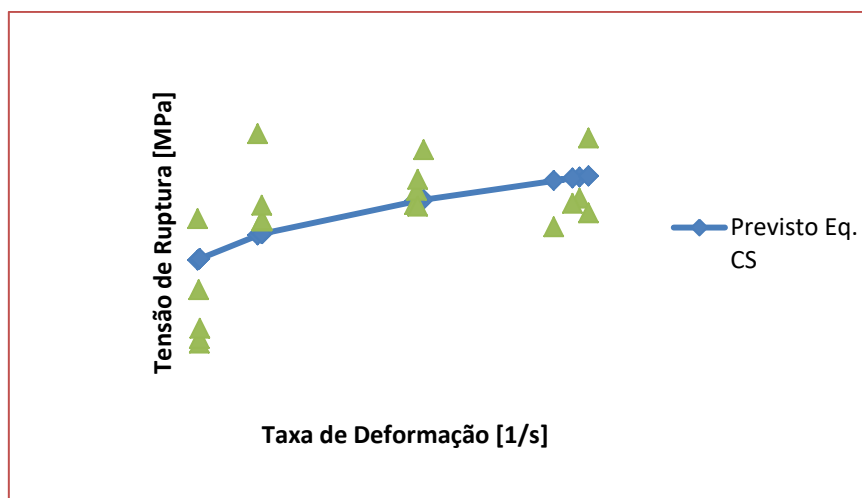 Tensão de Ruptura [MPa]
Previsto Eq.
CS
Taxa de Deformação [1/s]